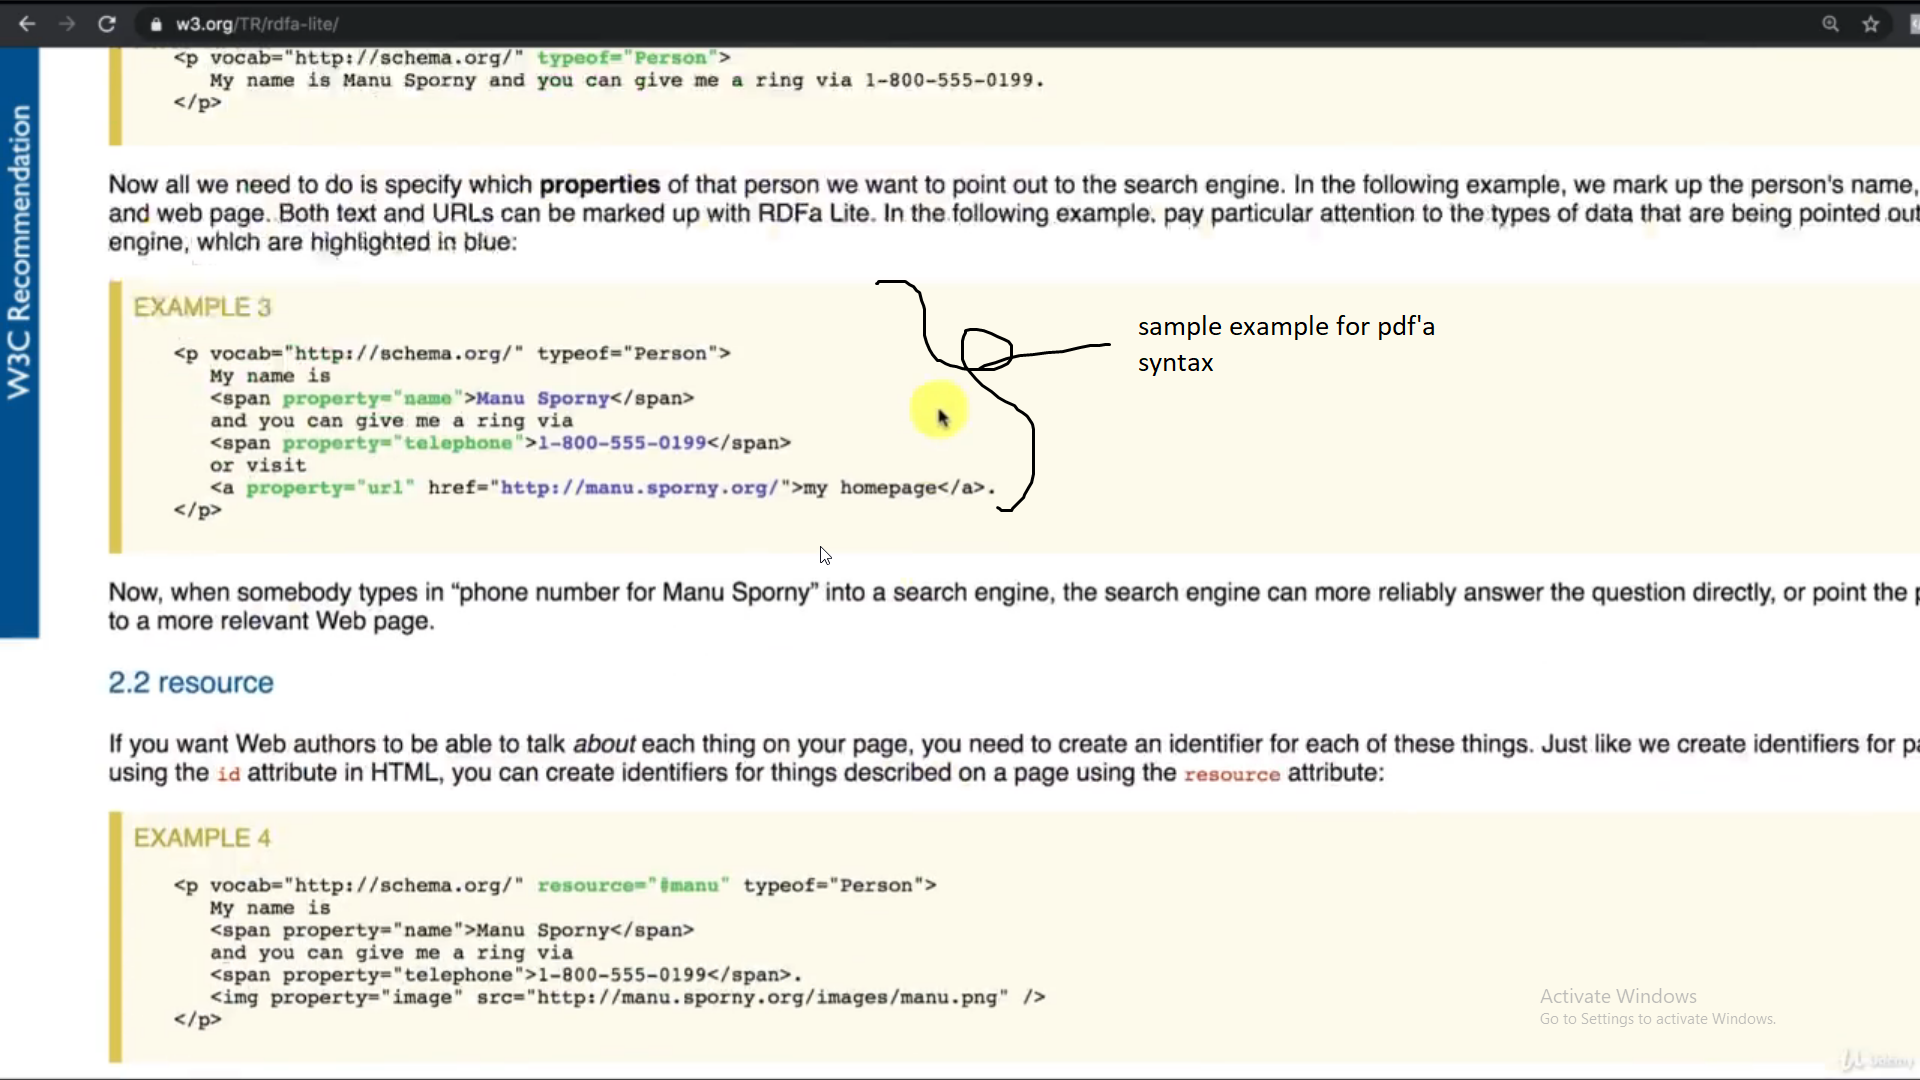 w3.org/TR/rdfa-lite/
W3C Recommendation
<p vocab="http://schema.org/" typeof="Person">
My name is Manu Sporny and you can give me a ring via 1-800-555-0199.
</p>
Now all we need to do is specify which properties of that person we want to point out to the search engine. In the following example, we mark up the person's name,
and web page. Both text and URLs can be marked up with RDFa Lite. In the following example, pay particular attention to the types of data that are being pointed out
engine, which are highlighted in blue:
EXAMPLE 3
<p vocab="http://schema.org/" typeof="Person">
My name is
<span property="name">Manu Sporny</span>
and you can give me a ring via
<span property="telephone">1-800-555-0199</span>
or visit
<a property="url" href="http://manu.sporny.org/">my homepage</a>.
</p>
sample example for pdf'a
syntax
Now, when somebody types in “phone number for Manu Sporny” into a search engine, the search engine can more reliably answer the question directly, or point the p
to a more relevant Web page.
2.2 resource
If you want Web authors to be able to talk about each thing on your page, you need to create an identifier for each of these things. Just like we create identifiers for pa
using the id attribute in HTML, you can create identifiers for things described on a page using the resource attribute:
EXAMPLE 4
<p vocab="http://schema.org/" resource="#manu" typeof="Person">
My name is
<span property="name">Manu Sporny</span>
and you can give me a ring via
<span property="telephone">1-800-555-0199</span>.
<img property="image" src="http://manu.sporny.org/images/manu.png" />
</p>
Activate Windows
Go to Settings to activate Windows.
Udemy